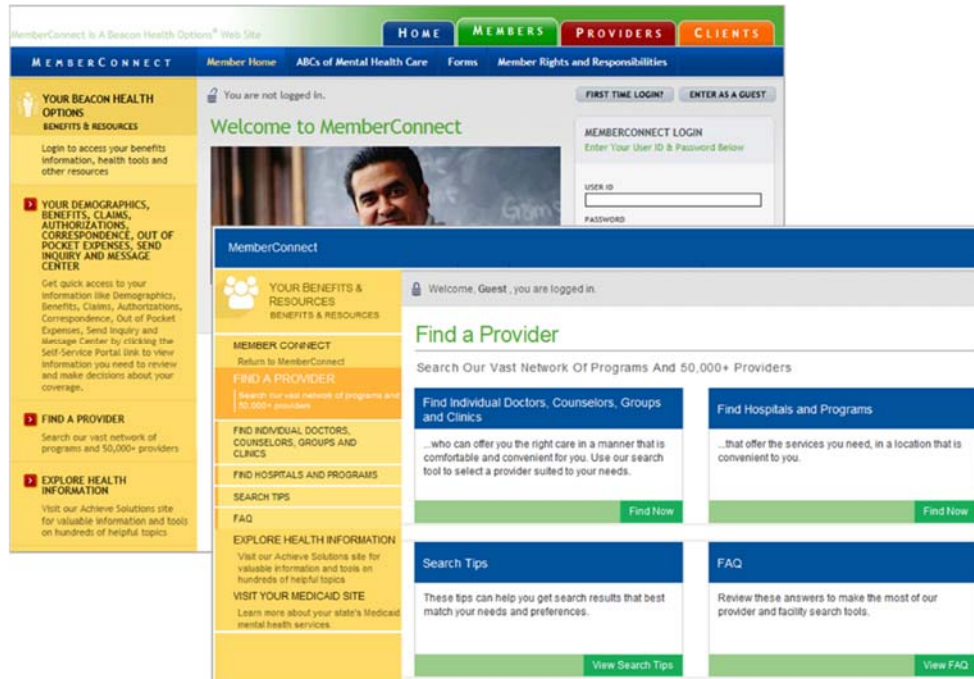 MemberConnect Is A Beacon Health Options® Web Site
HOME
MEMBERS
PROVIDERS
CLIENTS
MEMBERCONNECT
Member Home
ABCs of Mental Health Care
Forms
Member Rights and Responsibilities
YOUR BEACON HEALTH
OPTIONS
BENEFITS & RESOURCES
Login to access your benefits
information, health tools and
other resources
YOUR DEMOGRAPHICS,
BENEFITS, CLAIMS,
AUTHORIZATIONS,
CORRESPONDENCE, OUT OF
POCKET EXPENSES, SEND
INQUIRY AND MESSAGE
CENTER
Get quick access to your
information like Demographics,
Benefits, Claims, Authorizations,
Correspondence, Out of Pocket
Expenses, Send Inquiry and
Message Center by clicking the
Self-Service Portal link to view
information you need to review
and make decisions about your
coverage.
FIND A PROVIDER
Search our vast network of
programs and 50,000+ providers
EXPLORE HEALTH
INFORMATION
Visit our Achieve Solutions site
for valuable information and tools
on hundreds of helpful topics
You are not logged in.
FIRST TIME LOGIN?
ENTER AS A GUEST
Welcome to MemberConnect
MEMBERCONNECT LOGIN
Enter Your User ID & Password Below
USER ID
PASSWORD
MemberConnect
YOUR BENEFITS &
RESOURCES
BENEFITS & RESOURCES
MEMBER CONNECT
Return to MemberConnect
FIND A PROVIDER
Search our vast network of programs and
50,000+ providers
FIND INDIVIDUAL DOCTORS,
COUNSELORS, GROUPS AND
CLINICS
FIND HOSPITALS AND PROGRAMS
SEARCH TIPS
FAQ
EXPLORE HEALTH INFORMATION
Visit our Achieve Solutions site for
valuable information and tools on
hundreds of helpful topics
VISIT YOUR MEDICAID SITE
Learn more about your state's Medicaid
mental health services
Welcome, Guest , you are logged in.
Find a Provider
Search Our Vast Network Of Programs And 50,000+ Providers
Find Individual Doctors, Counselors, Groups
and Clinics
...who can offer you the right care in a manner that is
comfortable and convenient for you. Use our search
tool to select a provider suited to your needs.
Find Now
Find Hospitals and Programs
...that offer the services you need, in a location that is
convenient to you.
Find Now
Search Tips
These tips can help you get search results that best
match your needs and preferences.
View Search Tips
FAQ
Review these answers to make the most of our
provider and facility search tools.
View FAQ